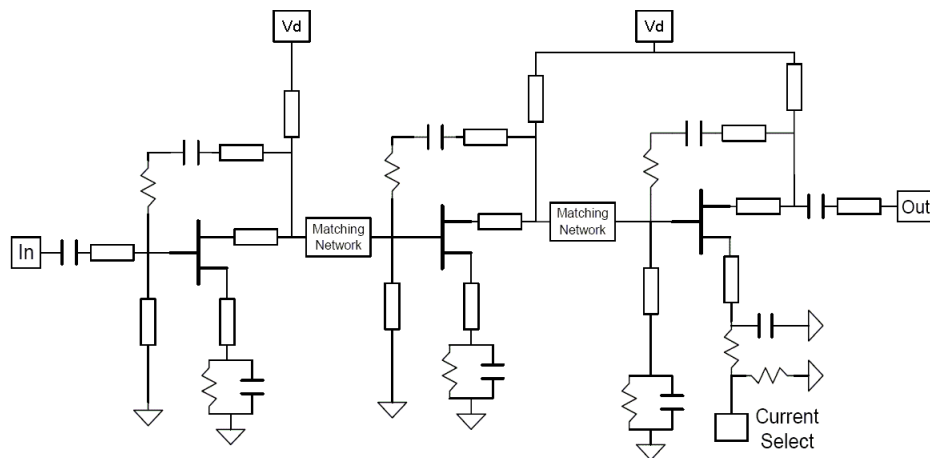 Vd
Vd
In
Matching
Network
Matching
Network
Out
Current
Select